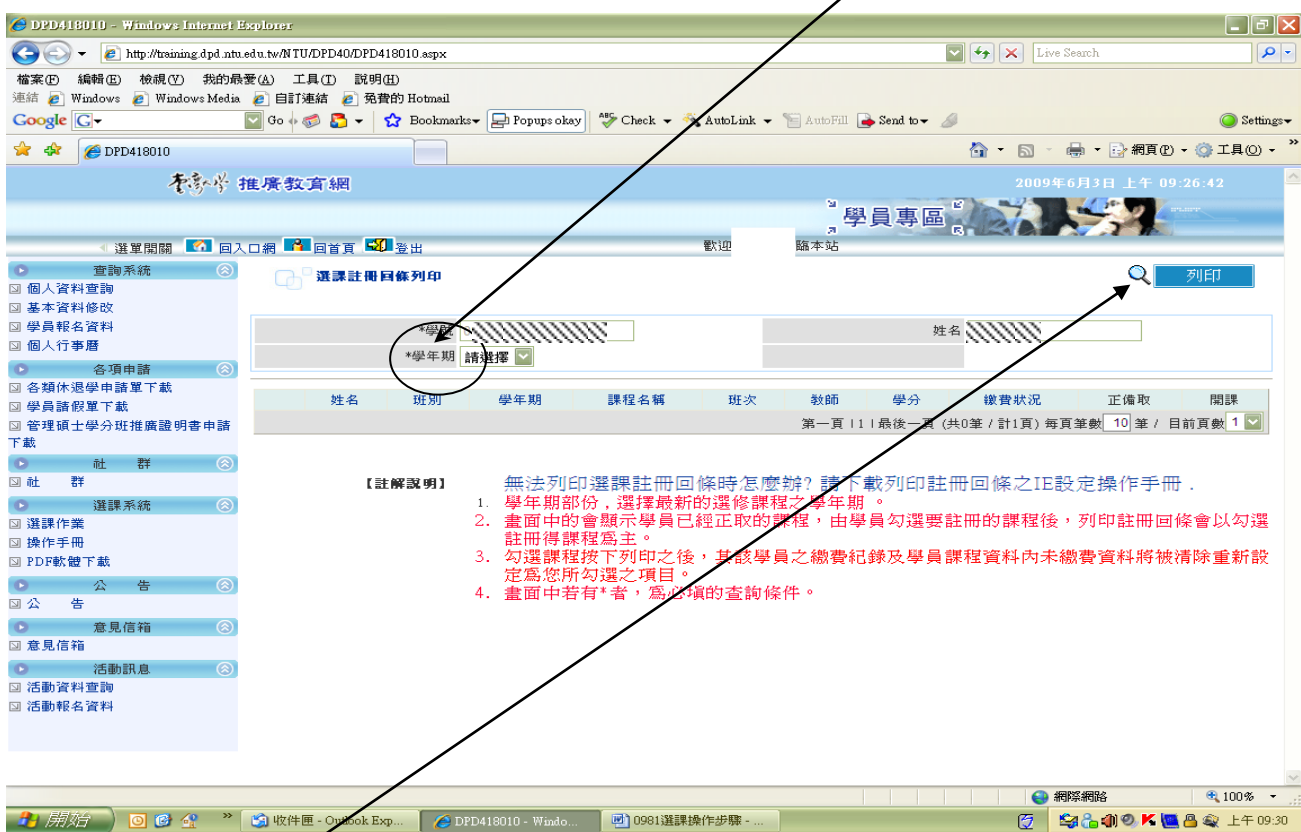 DPD418010 - Windows Internet Explorer
http://training.dpd.ntu.edu.tw/NTU/DPD40/DPD418010.aspx
Live Search
檔案(F) 編輯(E) 檢視(V) 我的最愛(A) 工具(T) 說明(H)
連結 Windows Windows Media 自訂連結 免費的 Hotmail
Google G Go Bookmarks Popups okay ABC Check AutoLink AutoFill Send to Settings
DPD418010 網頁(P) 工具(O)
推廣教育網 2009年6月3日 上午 09:26:42
學員專區
選單開關 回入口網 回首頁 登出 歡迎 臨本站
查詢系統
個人資料查詢
基本資料修改
學員報名資料
個人行事曆
各項申請
各類休退學申請單下載
學員請假單下載
管理碩士學分班推廣證明書申請
下載
社 群
社 群
選課系統
選課作業
操作手冊
PDF軟體下載
公 告
公 告
意見信箱
意見信箱
活動訊息
活動資料查詢
活動報名資料
選課註冊回條列印 列印
*學號 姓名
*學年期 請選擇
姓名 班別 學年期 課程名稱 班次 教師 學分 繳費狀況 正備取 開課
第一頁 | 1 | 最後一頁 (共0筆 / 計1頁) 每頁筆數 10 筆 / 目前頁數 1
【註解說明】 無法列印選課註冊回條時怎麼辦? 請下載列印註冊回條之IE設定操作手冊 .
1. 學年期部份,選擇最新的選修課程之學年期 。
2. 畫面中的會顯示學員已經正取的課程,由學員勾選要註冊的課程後,列印註冊回條會以勾選
註冊得課程為主。
3. 勾選課程按下列印之後,其該學員之繳費紀錄及學員課程資料內未繳費資料將被清除重新設
定為您所勾選之項目。
4. 畫面中若有*者,為必填的查詢條件。
網際網路 100%
開始 收件匣 - Outlook Exp... DPD418010 - Windo... 0981選課操作步驟 - ... 上午 09:30